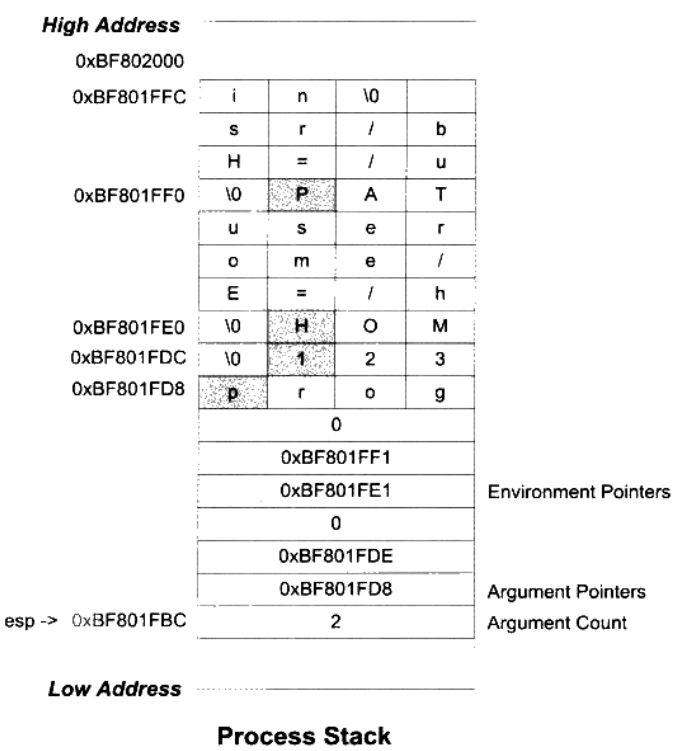 High Address
0xBF802000
0xBF801FFC i n \0
s r / b
H = / u
0xBF801FF0 \0 P A T
u s e r
o m e /
E = / h
0xBF801FE0 \0 H O M
0xBF801FDC \0 1 2 3
0xBF801FD8 p r o g
0
0xBF801FF1
0xBF801FE1 Environment Pointers
0
0xBF801FDE
0xBF801FD8 Argument Pointers
esp -> 0xBF801FBC 2 Argument Count
Low Address
Process Stack